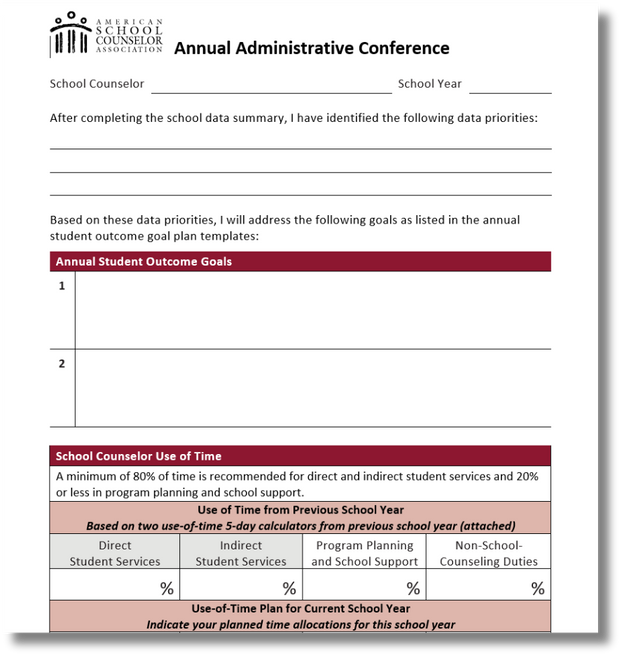 AMERICAN
SCHOOL
COUNSELOR
ASSOCIATION
Annual Administrative Conference
School Counselor
School Year
After completing the school data summary, I have identified the following data priorities:
Based on these data priorities, I will address the following goals as listed in the annual
student outcome goal plan templates:
Annual Student Outcome Goals
1
2
School Counselor Use of Time
A minimum of 80% of time is recommended for direct and indirect student services and 20%
or less in program planning and school support.
Use of Time from Previous School Year
Based on two use-of-time 5-day calculators from previous school year (attached)
Direct
Student Services
Indirect
Student Services
Program Planning
and School Support
Non-School-
Counseling Duties
% % % %
Use-of-Time Plan for Current School Year
Indicate your planned time allocations for this school year